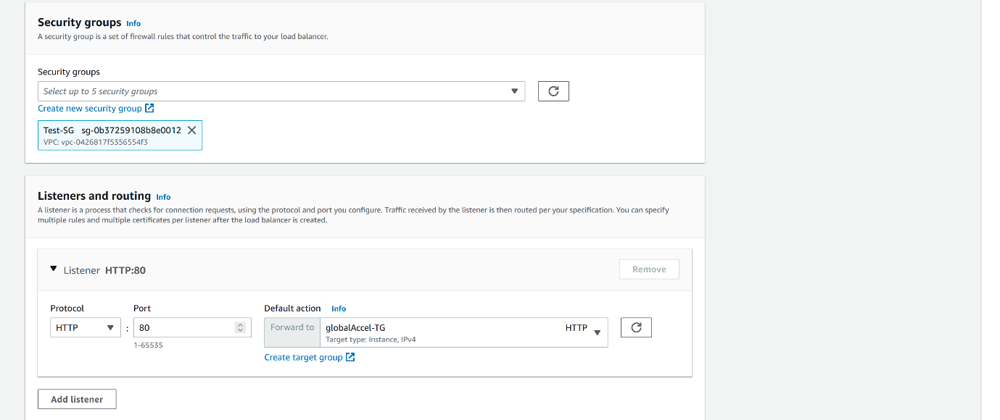 Security groups Info
A security group is a set of firewall rules that control the traffic to your load balancer.
Security groups
Select up to 5 security groups
Create new security group
Test-SG sg-0b37259108b8e0012
VPC: vpc-0426817f5356554f3
Listeners and routing Info
A listener is a process that checks for connection requests, using the protocol and port you configure. Traffic received by the listener is then routed per your specification. You can specify
multiple rules and multiple certificates per listener after the load balancer is created.
Listener HTTP:80 Remove
Protocol Port Default action Info
HTTP : 80 Forward to globalAccel-TG HTTP
Target type: Instance, IPv4
1-65535
Create target group
Add listener